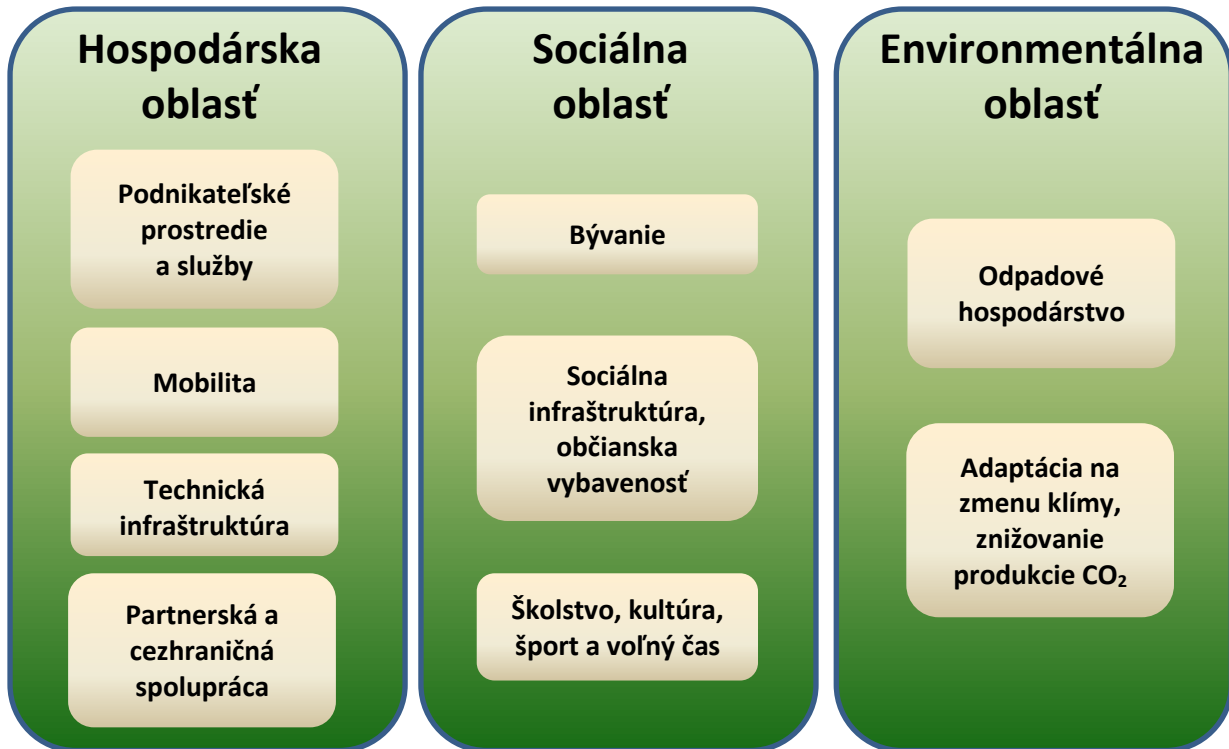 Hospodárska
oblasť
Podnikateľské
prostredie
a služby
Mobilita
Technická
infraštruktúra
Partnerská a
cezhraničná
spolupráca
Sociálna
oblasť
Bývanie
Sociálna
infraštruktúra,
občianska
vybavenosť
Školstvo, kultúra,
šport a voľný čas
Environmentálna
oblasť
Odpadové
hospodárstvo
Adaptácia na
zmenu klímy,
znižovanie
produkcie CO₂